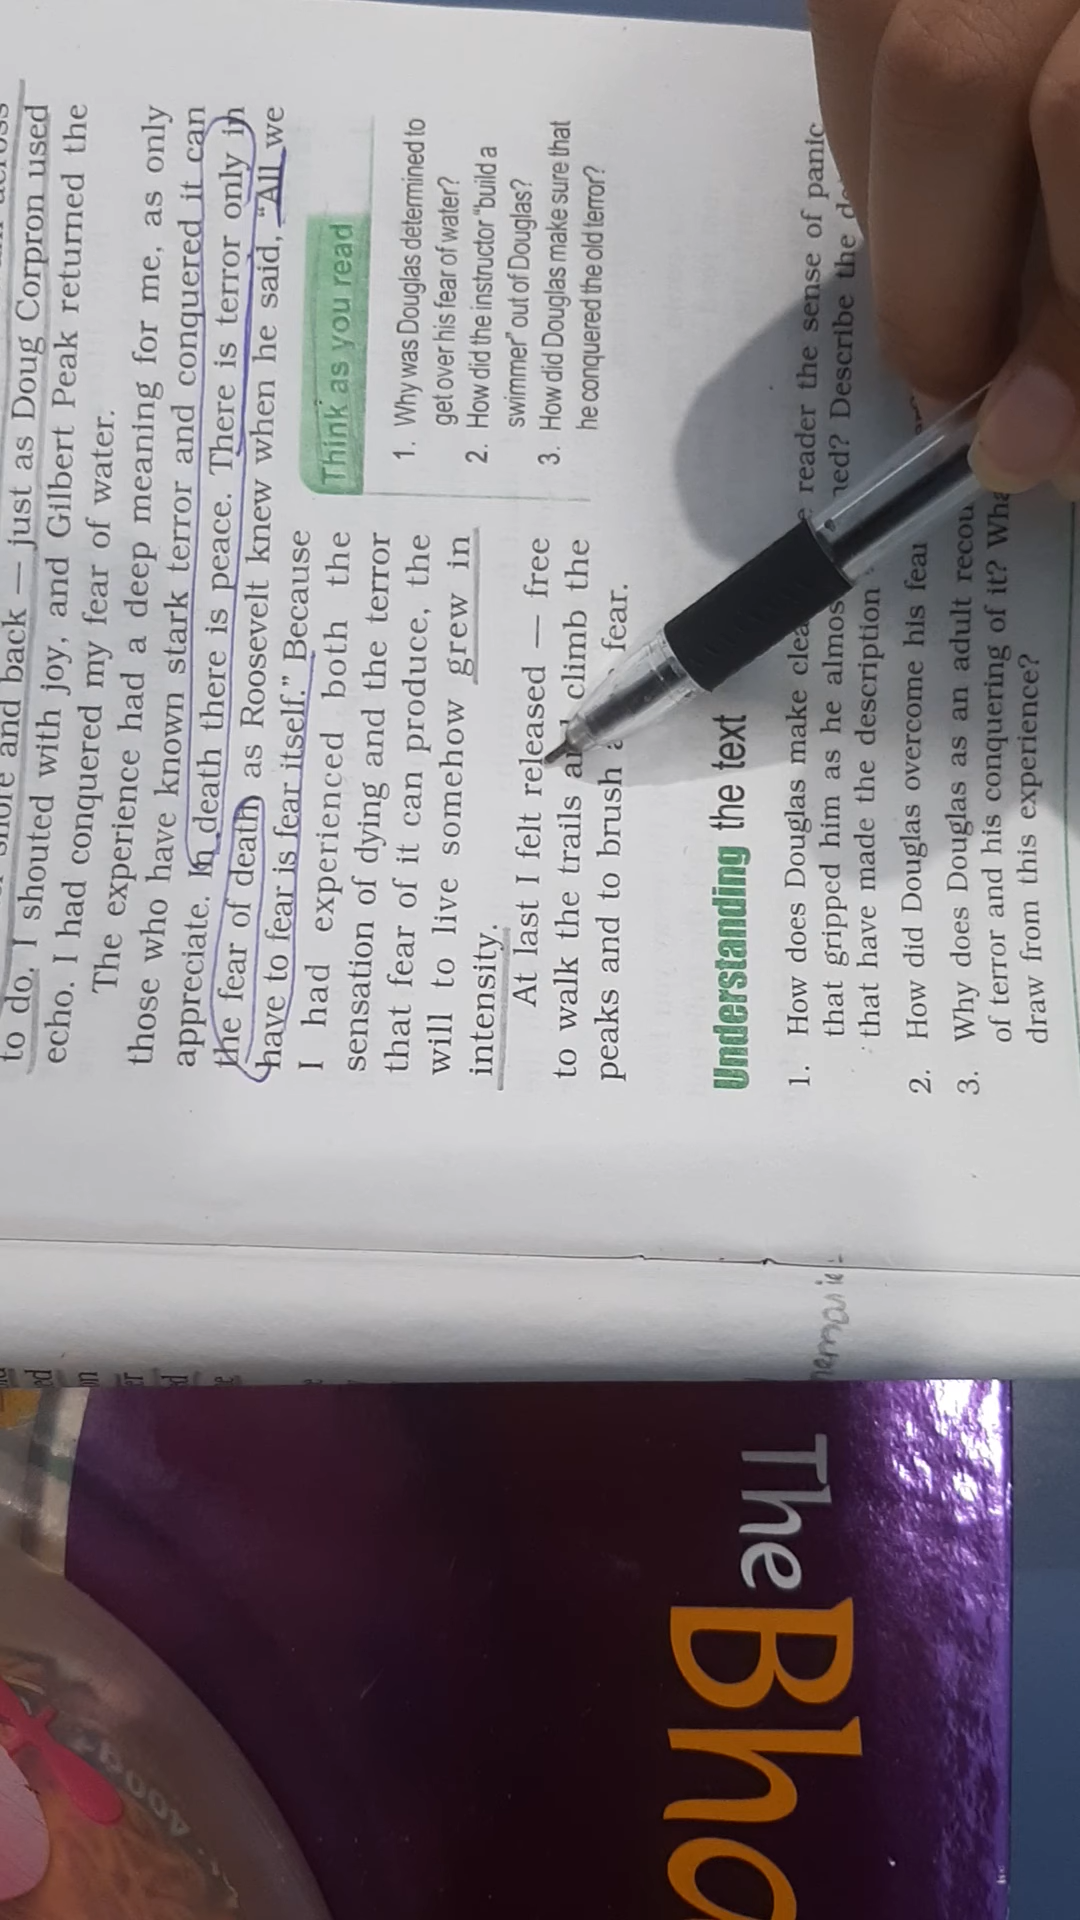 to do. I shouted with joy, and Gilbert Peak returned the
and back — just as Doug Corpron used
echo. I had conquered my fear of water.
The experience had a deep meaning for me, as only
those who have known stark terror and conquered it can
appreciate. In death there is peace. There is terror only in
the fear of death, as Roosevelt knew when he said, “All we
have to fear is fear itself.” Because
I had experienced both the
sensation of dying and the terror
that fear of it can produce, the
will to live somehow grew in
intensity.
At last I felt released — free
to walk the trails and climb the
peaks and to brush fear.
Think as you read
1. Why was Douglas determined to
get over his fear of water?
2. How did the instructor “build a
swimmer” out of Douglas?
3. How did Douglas make sure that
he conquered the old terror?
Understanding the text
1. How does Douglas make reader the sense of panic
that gripped him as he Describe the
that have made the description
2. How did Douglas overcome his
3. Why does Douglas as an adult
of terror and his conquering of it?
draw from this experience?
400g
The